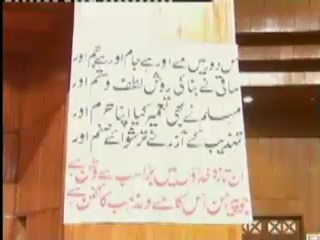 اس دور میں مے اور ہے جام اور ہے جم اور
ساقی نے بنا کی روش لطف و ستم اور
مسلم نے بھی تعمیر کیا اپنا حرم اور
تہذیب کے آزر نے ترشوائے صنم اور
ان تازہ خداؤں میں بڑا سب سے وطن ہے
جو پیرہن اس کا ہے وہ مذہب کا کفن ہے